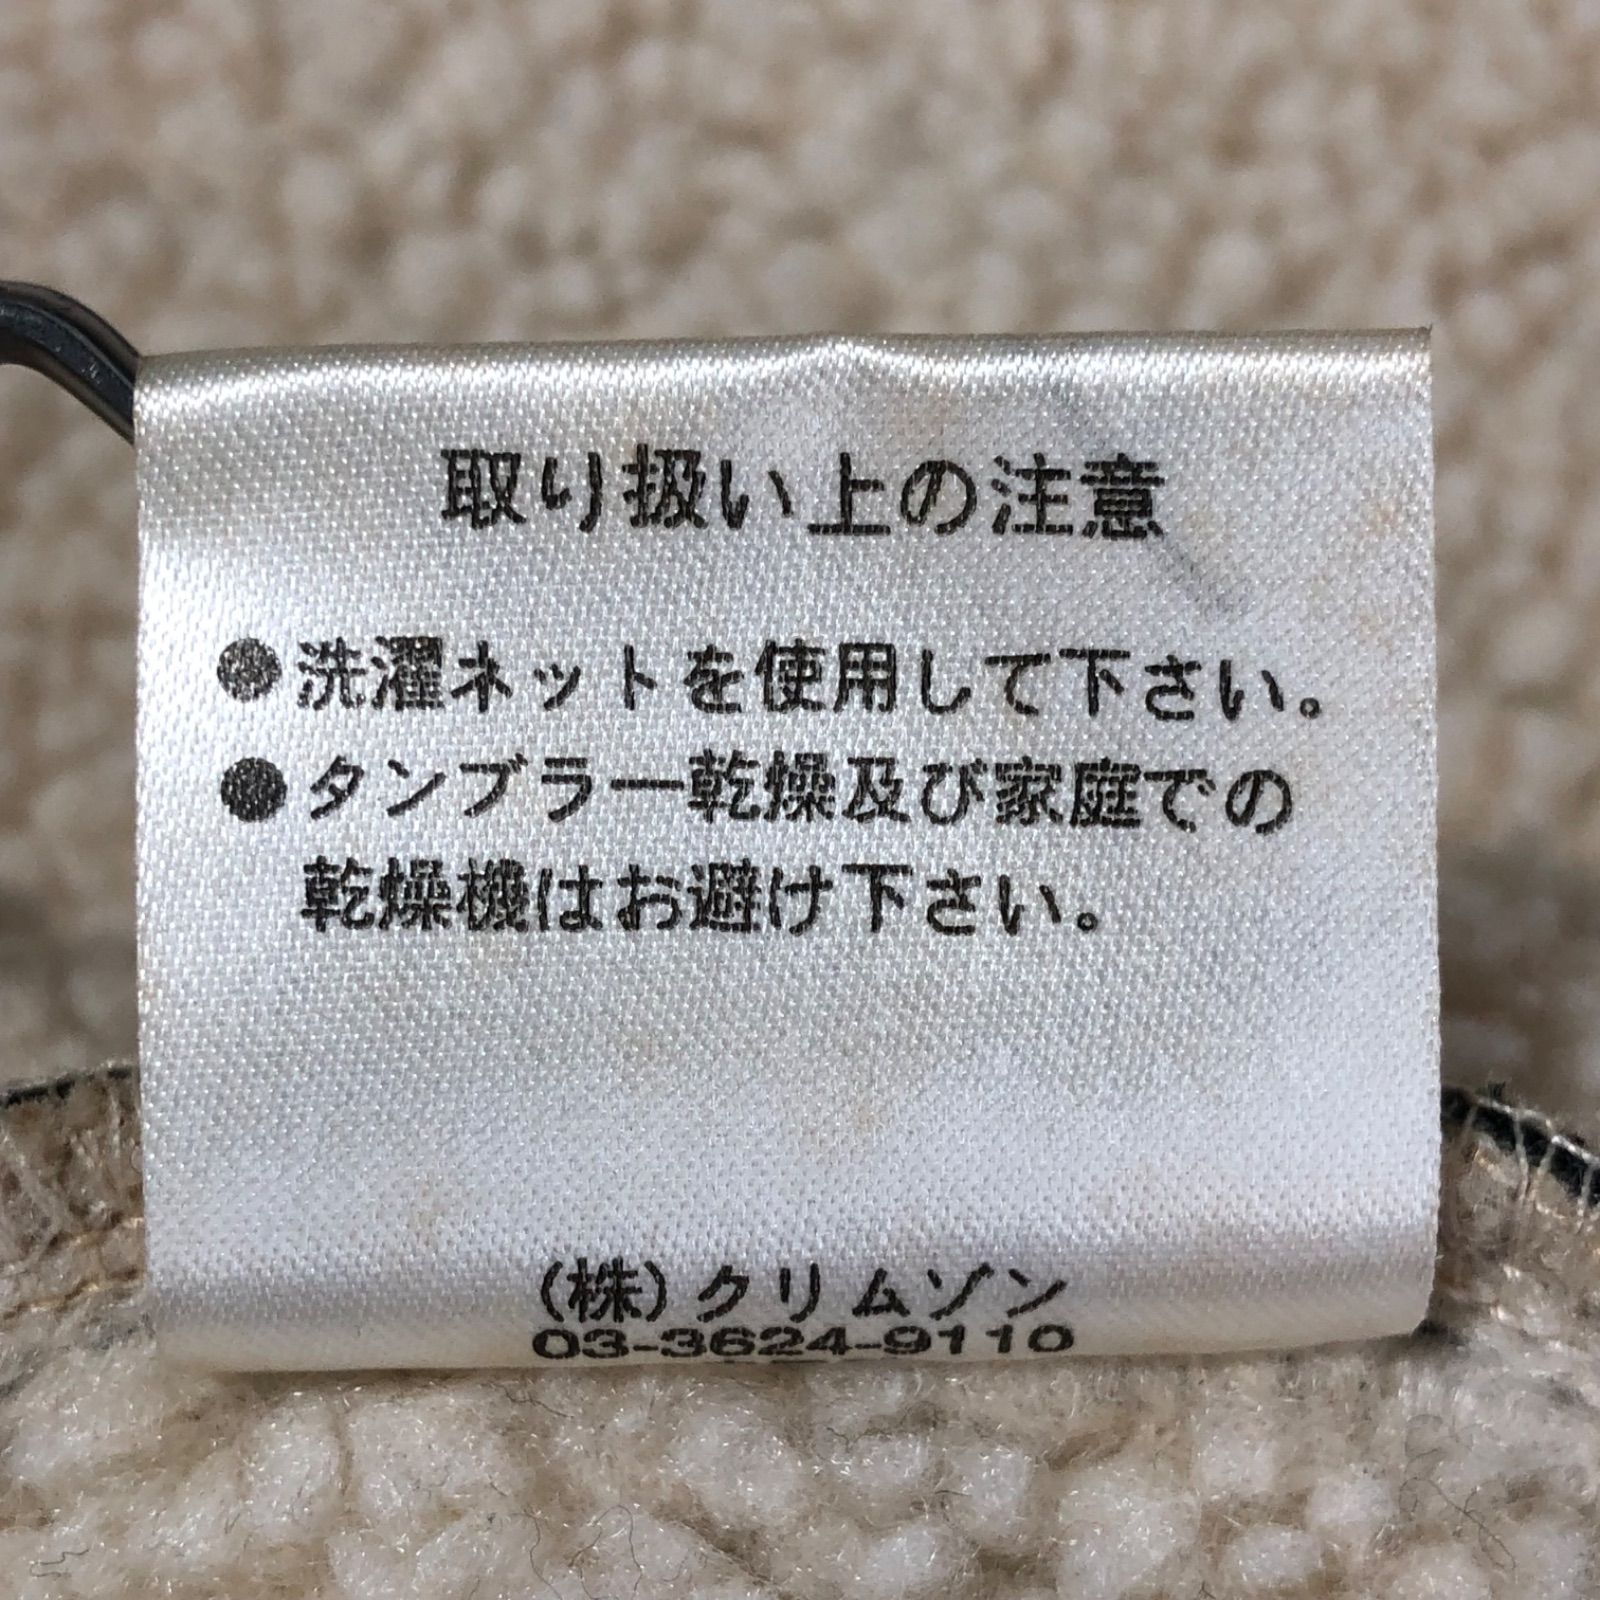 取り扱い上の注意
●洗濯ネットを使用して下さい。
●タンブラー乾燥及び家庭での
乾燥機はお避け下さい。
(株)クリムゾン
03-3624-9110